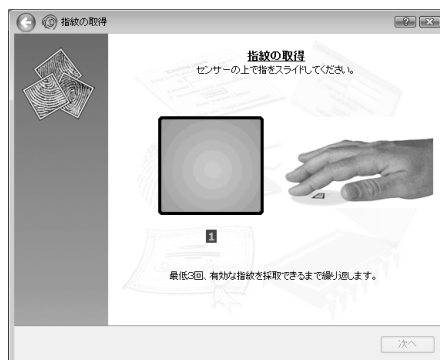 指紋の取得
指紋の取得
センサーの上で指をスライドしてください。
1
最低3回、有効な指紋を採取できるまで繰り返します。
次へ